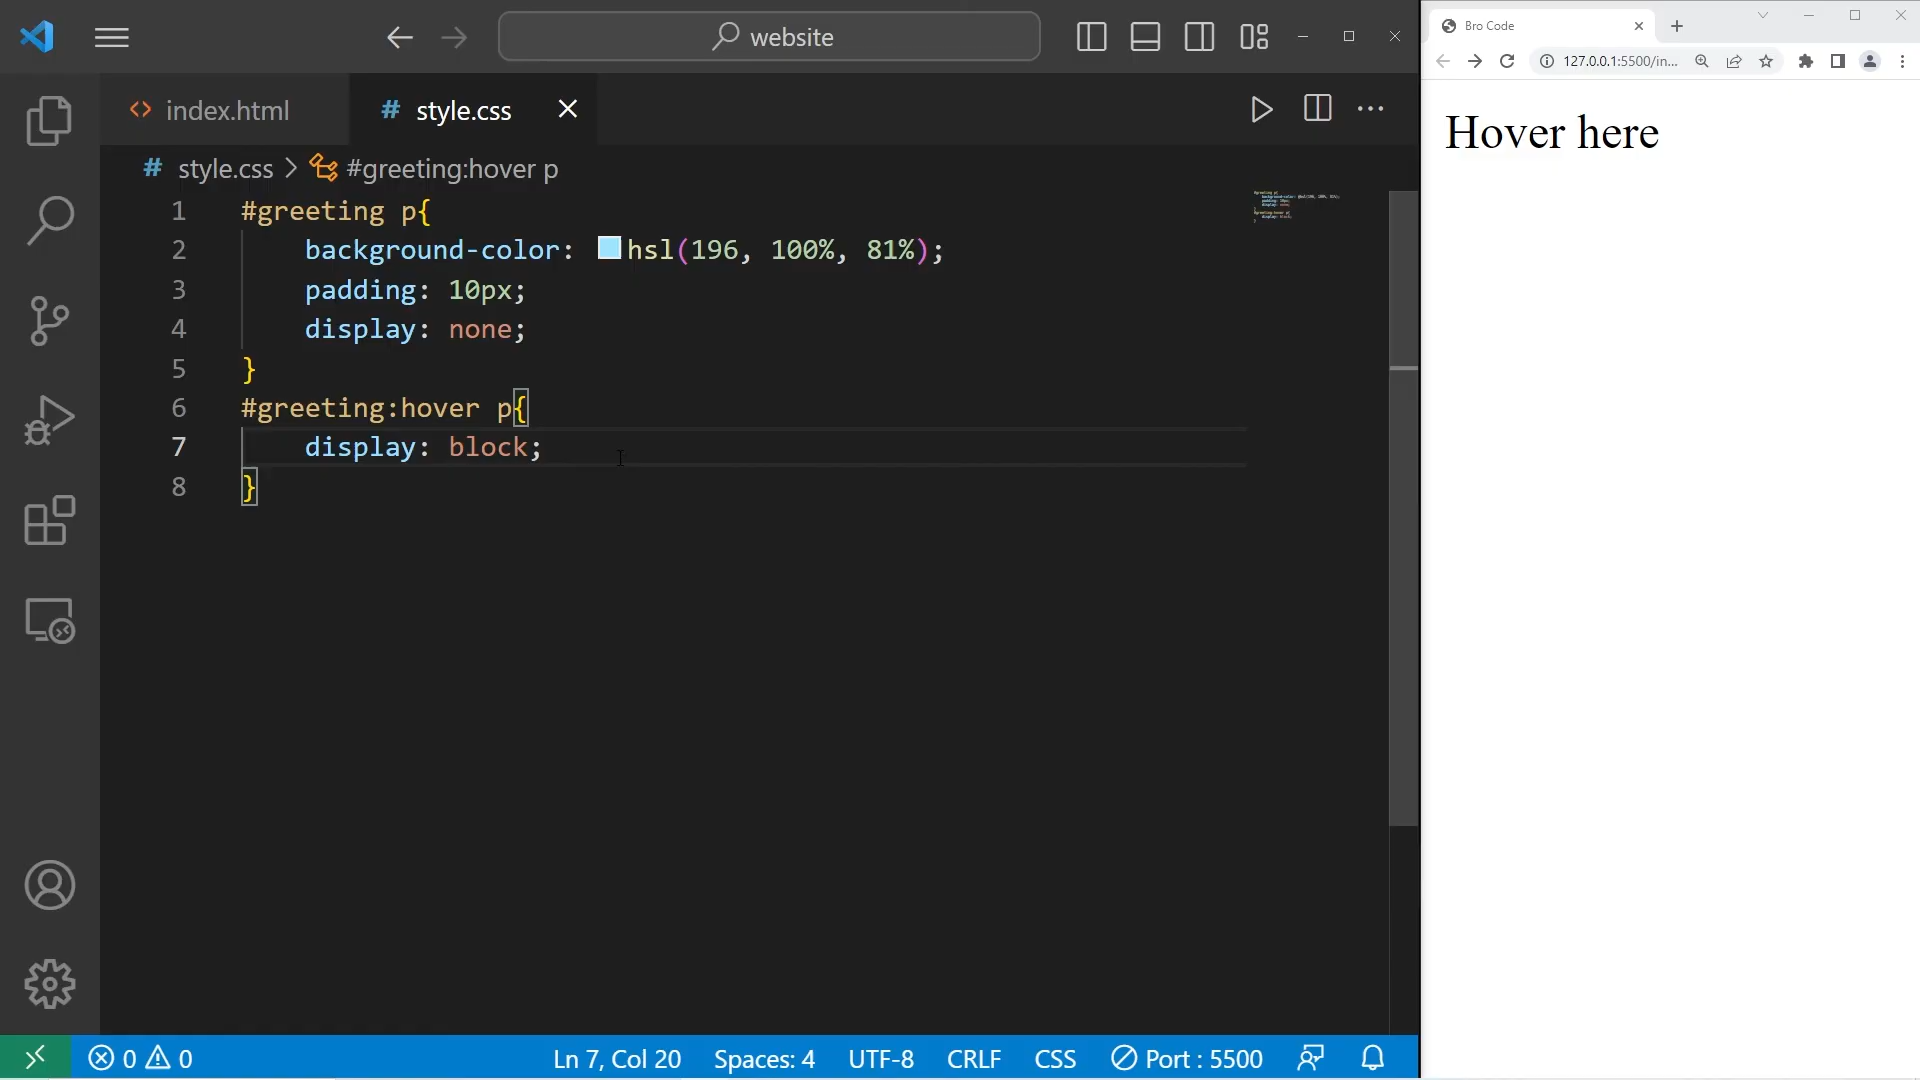 website
index.html
# style.css
# style.css > #greeting:hover p
1 #greeting p{
2 background-color: hsl(196, 100%, 81%);
3 padding: 10px;
4 display: none;
5 }
6 #greeting:hover p{
7 display: block;
8 }
0 0 Ln 7, Col 20 Spaces: 4 UTF-8 CRLF CSS Port : 5500
Bro Code
127.0.0.1:5500/in...
Hover here